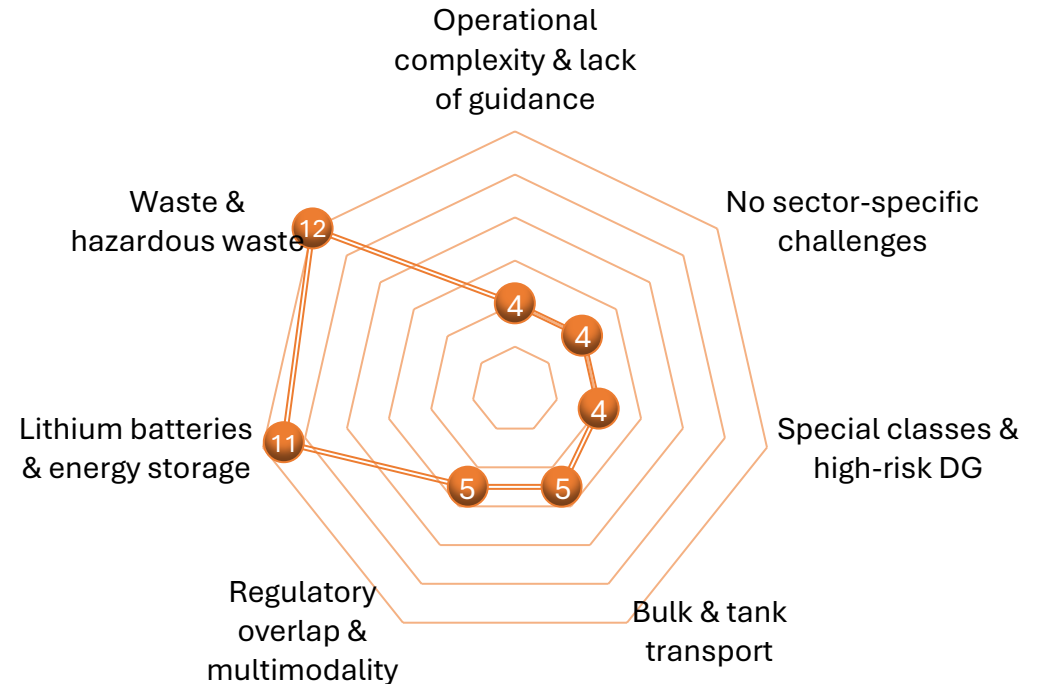 Operational
complexity & lack
of guidance
No sector-specific
challenges
Special classes &
high-risk DG
Bulk & tank
transport
Regulatory
overlap &
multimodality
Lithium batteries
& energy storage
Waste &
hazardous waste
4
4
4
5
5
11
12